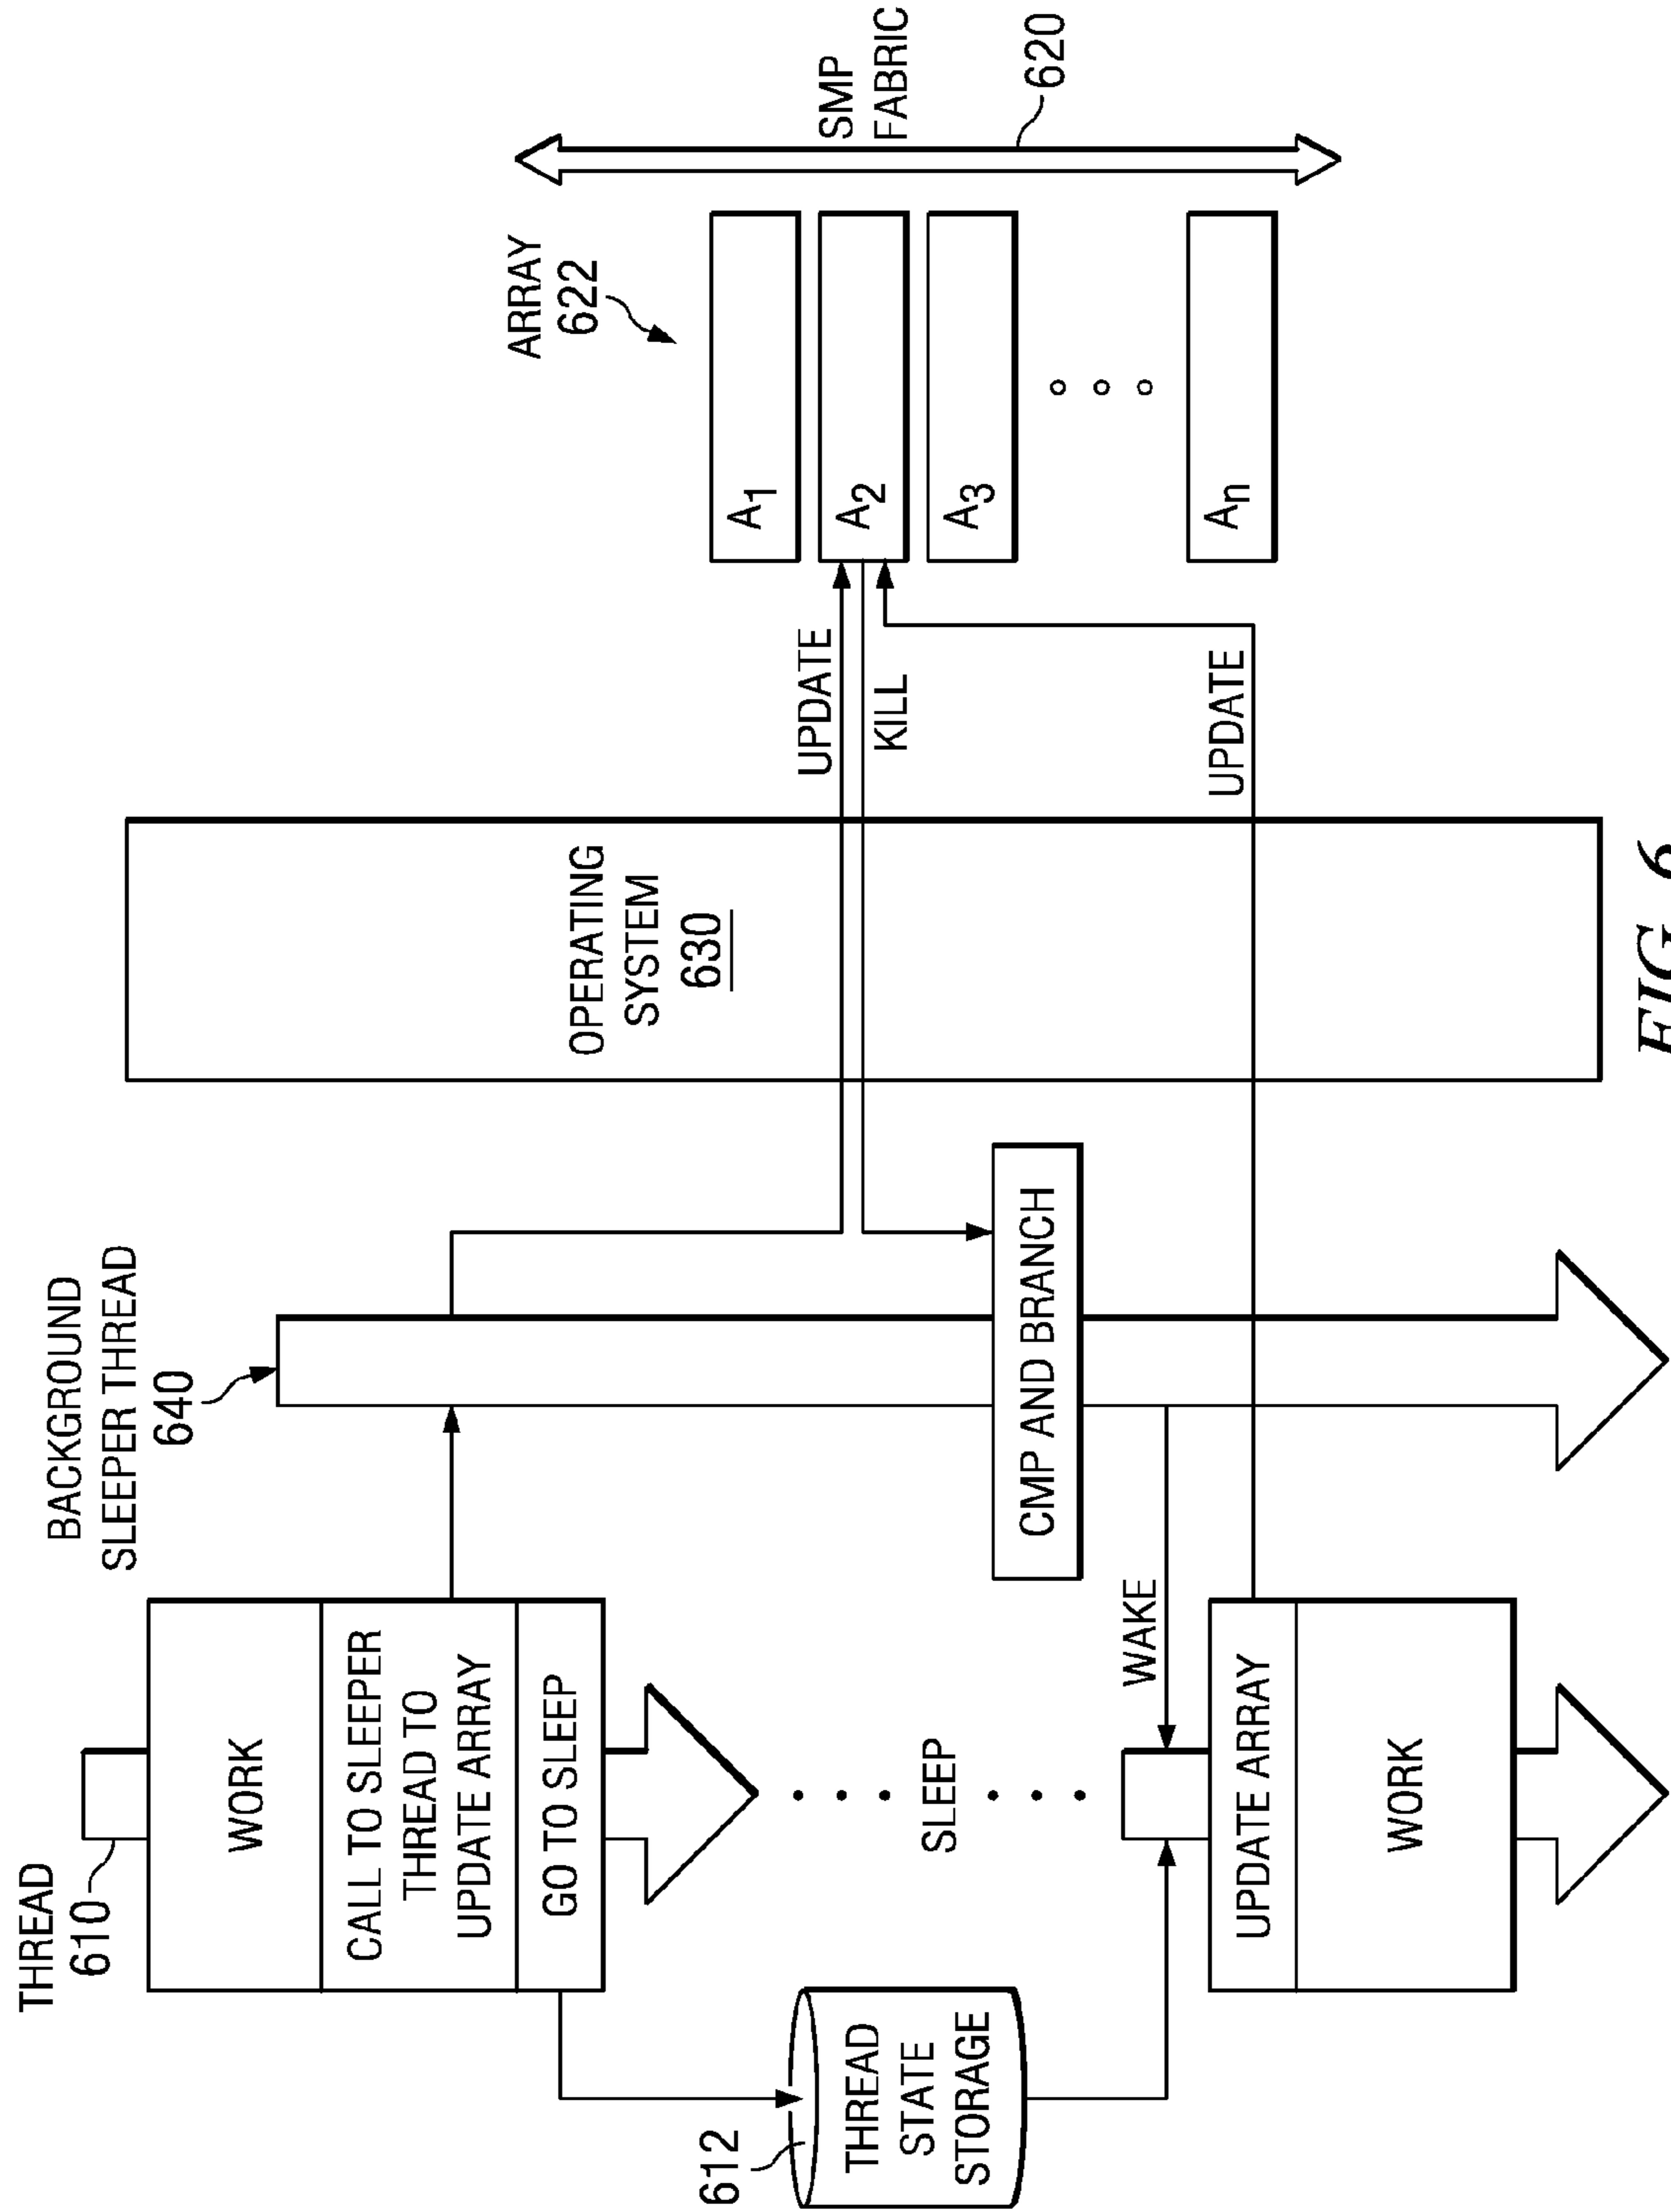 THREAD
610
WORK
CALL TO SLEEPER
THREAD TO
UPDATE ARRAY
GO TO SLEEP
612
THREAD
STATE
STORAGE
SLEEP
WAKE
UPDATE ARRAY
WORK
BACKGROUND
SLEEPER THREAD
640
CMP AND BRANCH
OPERATING
SYSTEM
630
UPDATE
KILL
UPDATE
ARRAY
622
A1
A2
A3
An
SMP
FABRIC
620
FIG. 6